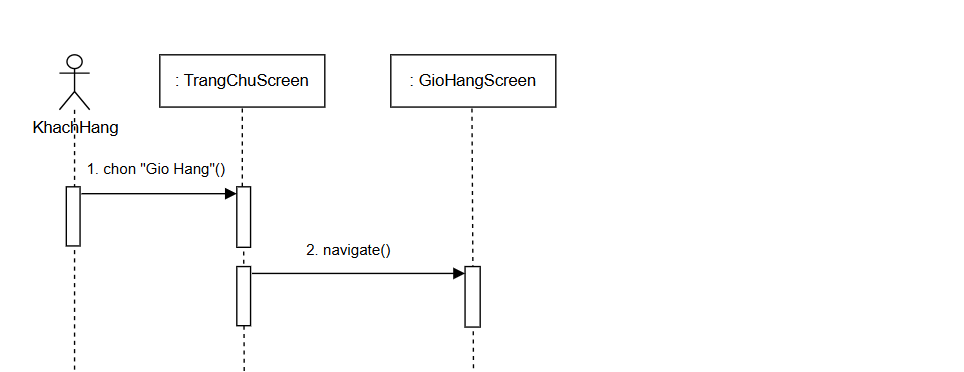 : TrangChuScreen
: GioHangScreen
KhachHang
1. chon "Gio Hang"()
2. navigate()